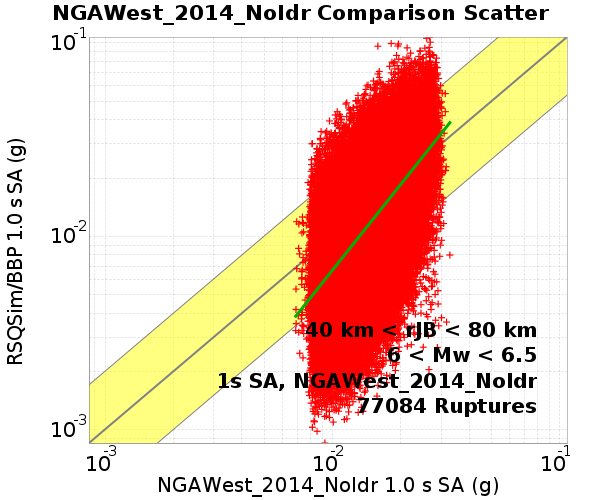 NGAWest_2014_NoIdr Comparison Scatter
10-1
10-2
10-3
RSQSim/BBP 1.0 s SA (g)
40 km < rJB < 80 km
6 < Mw < 6.5
1s SA, NGAWest_2014_NoIdr
77084 Ruptures
10-3 10-2 10-1
NGAWest_2014_NoIdr 1.0 s SA (g)